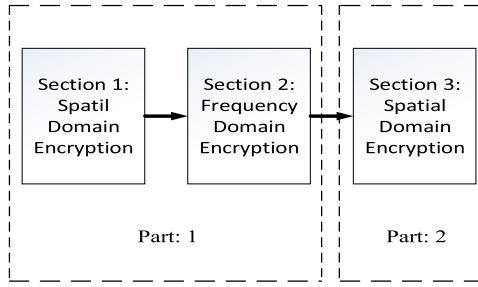 Section 1:
Spatil
Domain
Encryption
Section 2:
Frequency
Domain
Encryption
Section 3:
Spatial
Domain
Encryption
Part: 1
Part: 2